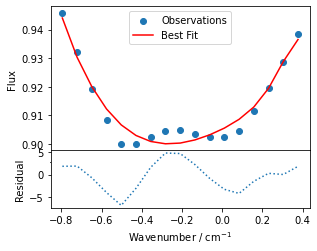 Observations
Best Fit
Flux
0.94
0.93
0.92
0.91
0.90
Residual
5
0
−5
−0.8 −0.6 −0.4 −0.2 0.0 0.2 0.4
Wavenumber / cm⁻¹